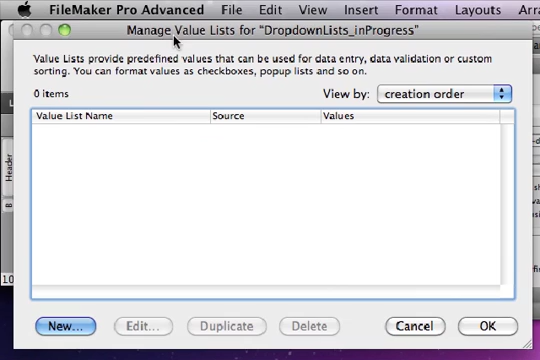 FileMaker Pro Advanced File Edit View Insert Format Layouts
Manage Value Lists for “DropdownLists_inProgress”
Value Lists provide predefined values that can be used for data entry, data validation or custom
sorting. You can format values as checkboxes, popup lists and so on.
0 items
View by: creation order
Value List Name Source Values
Header
B
10
New... Edit... Duplicate Delete Cancel OK